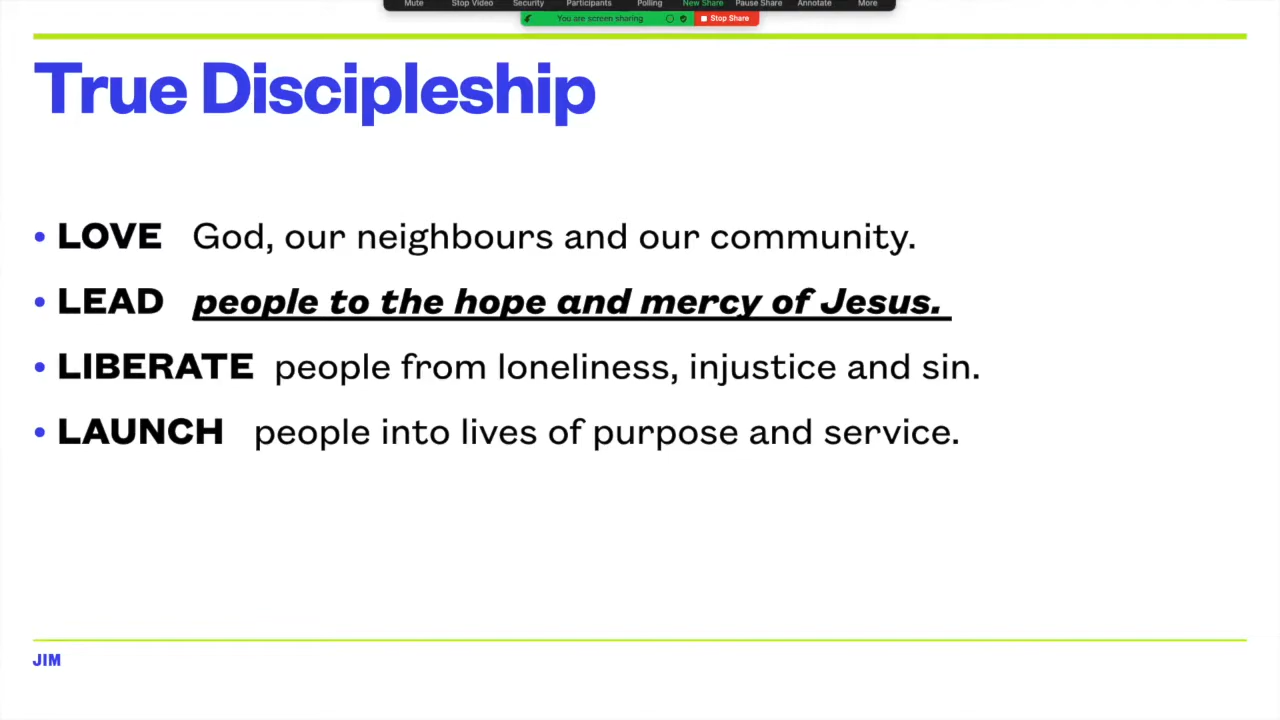 Mute Stop Video Security Participants Polling New Share Pause Share Annotate More
You are screen sharing Stop Share
True Discipleship
• LOVE God, our neighbours and our community.
• LEAD people to the hope and mercy of Jesus.
• LIBERATE people from loneliness, injustice and sin.
• LAUNCH people into lives of purpose and service.
JIM